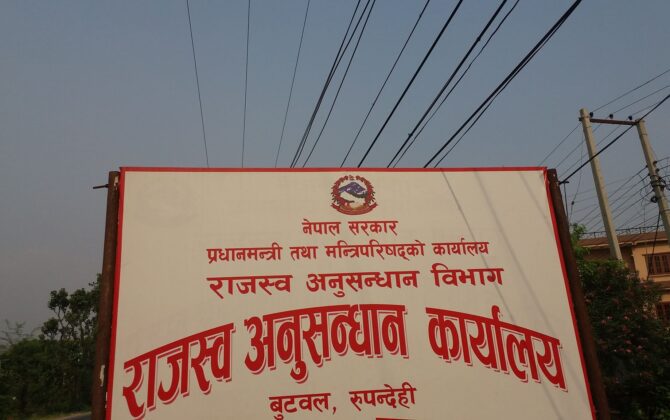 नेपाल सरकार
प्रधानमन्त्री तथा मन्त्रिपरिषद्को कार्यालय
राजस्व अनुसन्धान विभाग
राजस्व अनुसन्धान कार्यालय
बुटवल, रुपन्देही